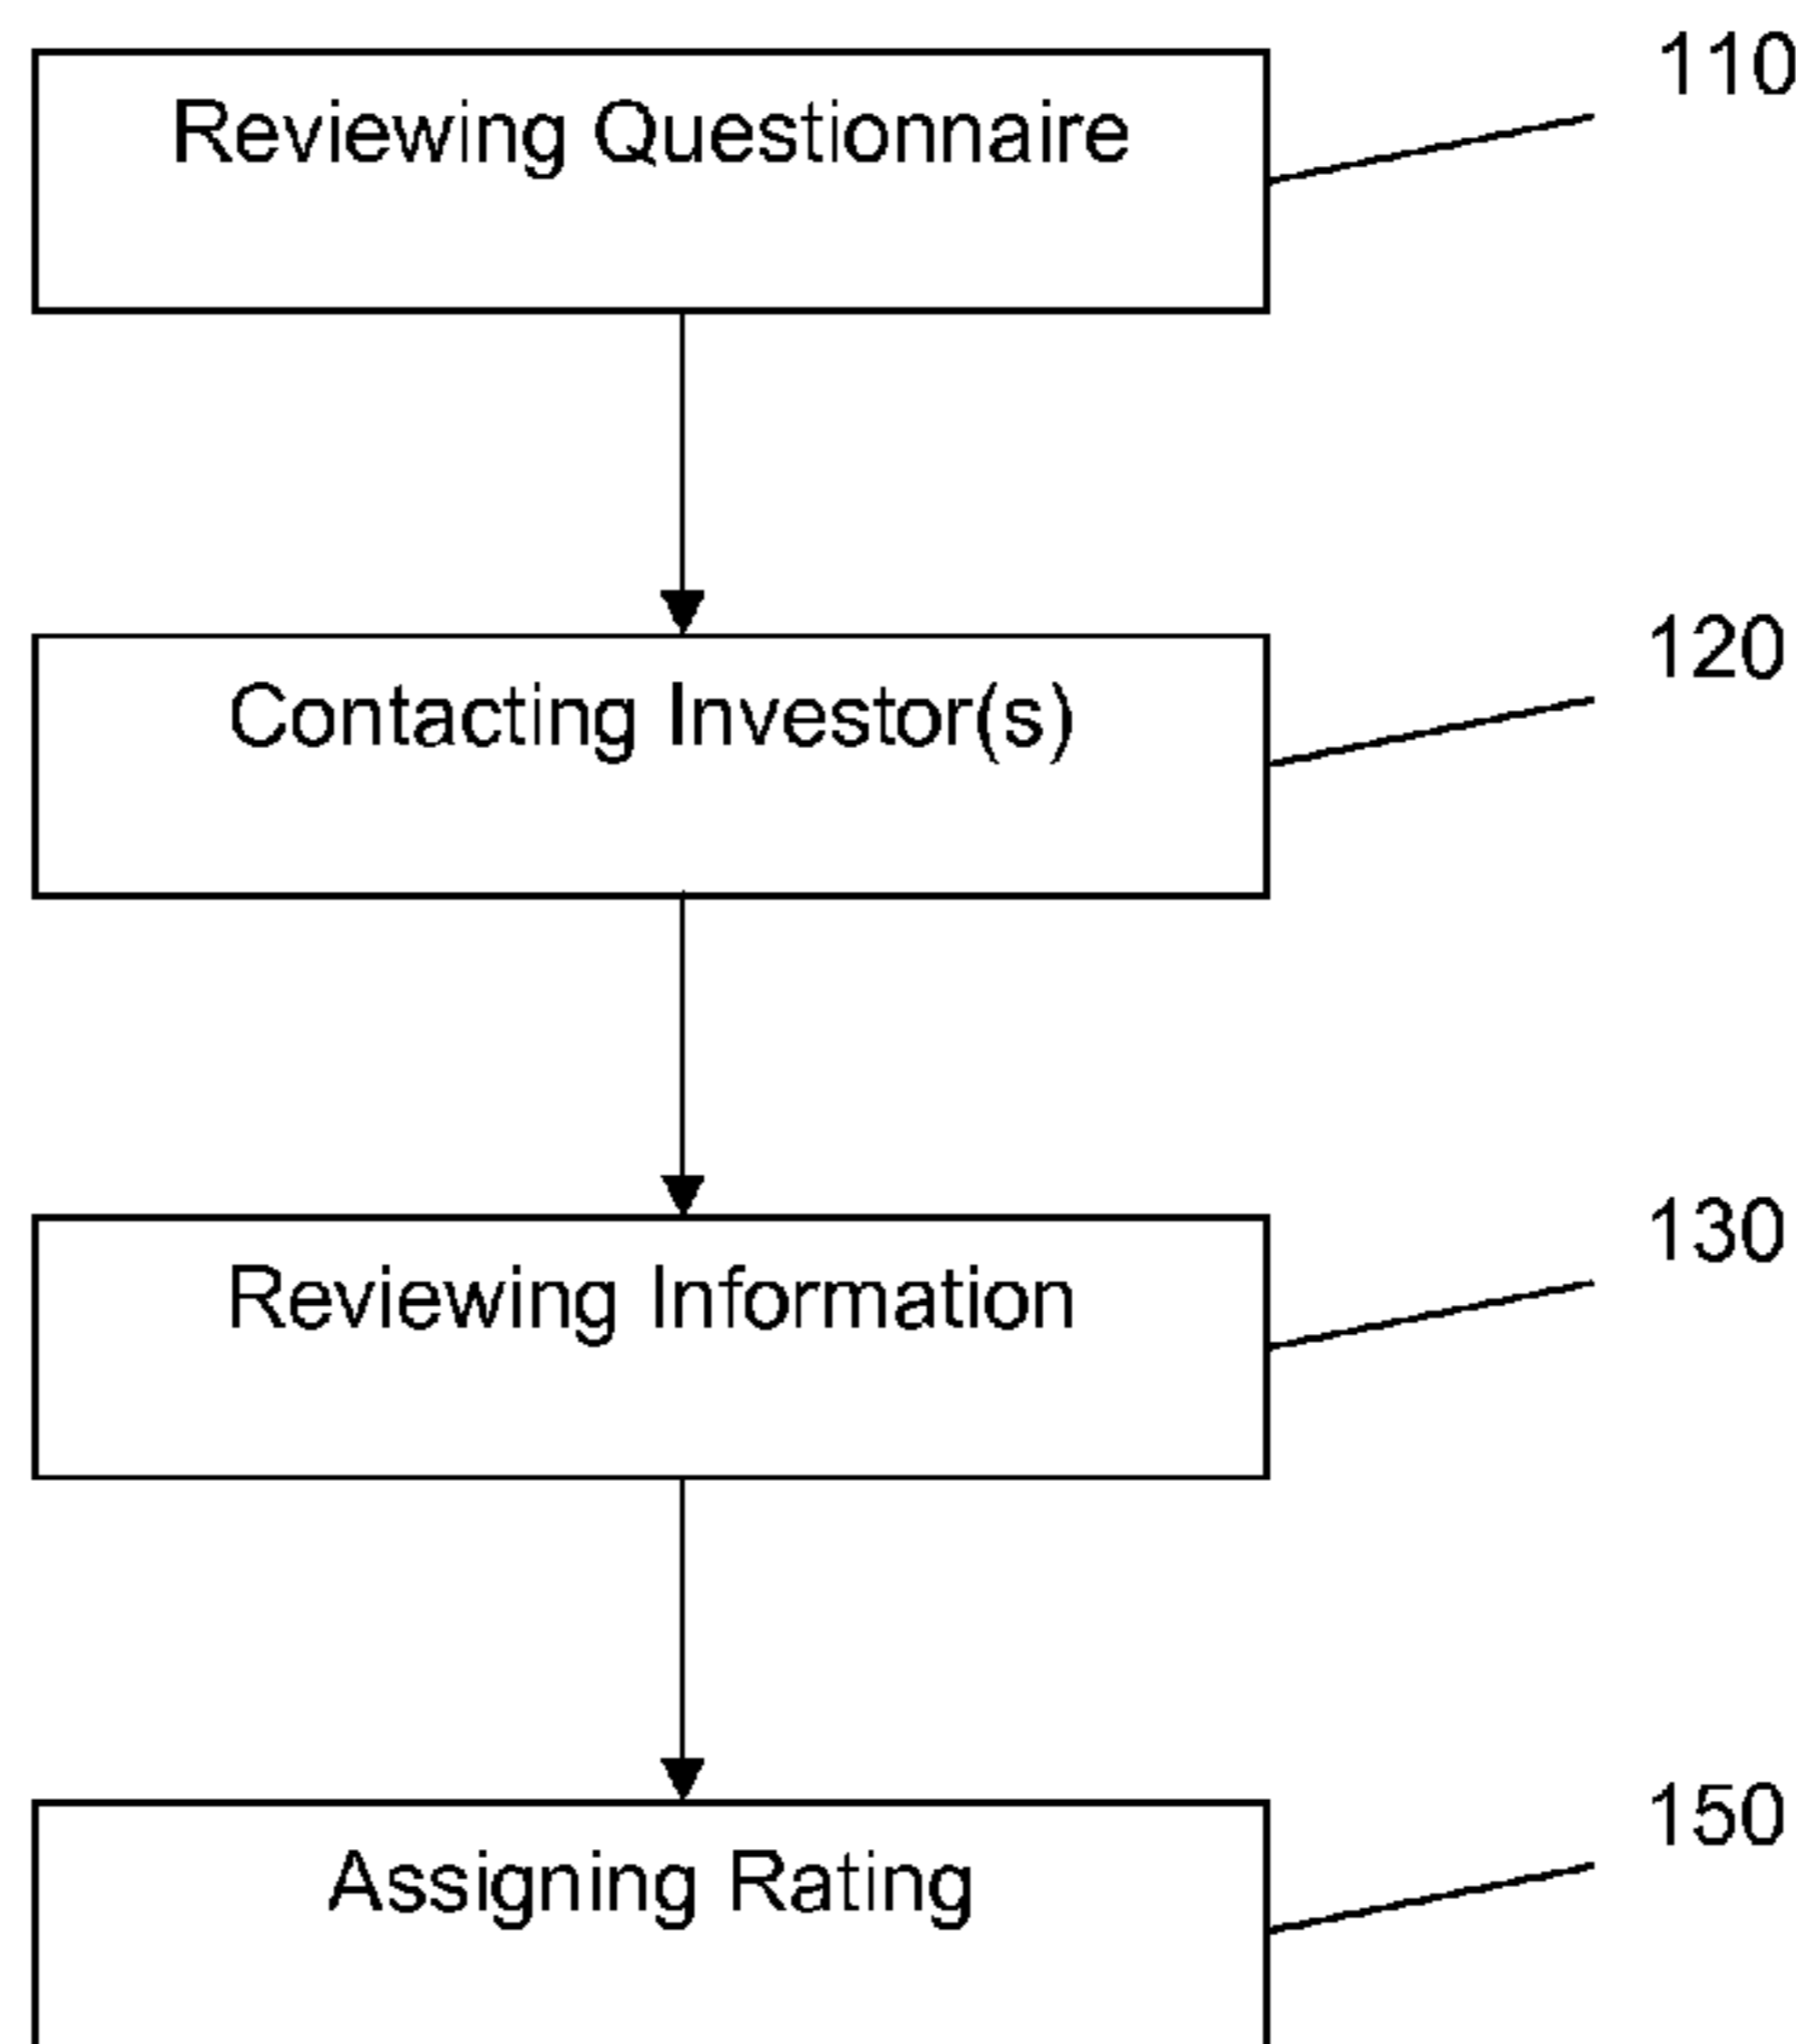 110
Reviewing Questionnaire
120
Contacting Investor(s)
130
Reviewing Information
150
Assigning Rating